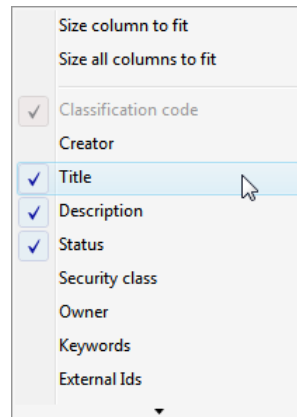 Size column to fit
Size all columns to fit
Classification code
Creator
Title
Description
Status
Security class
Owner
Keywords
External Ids